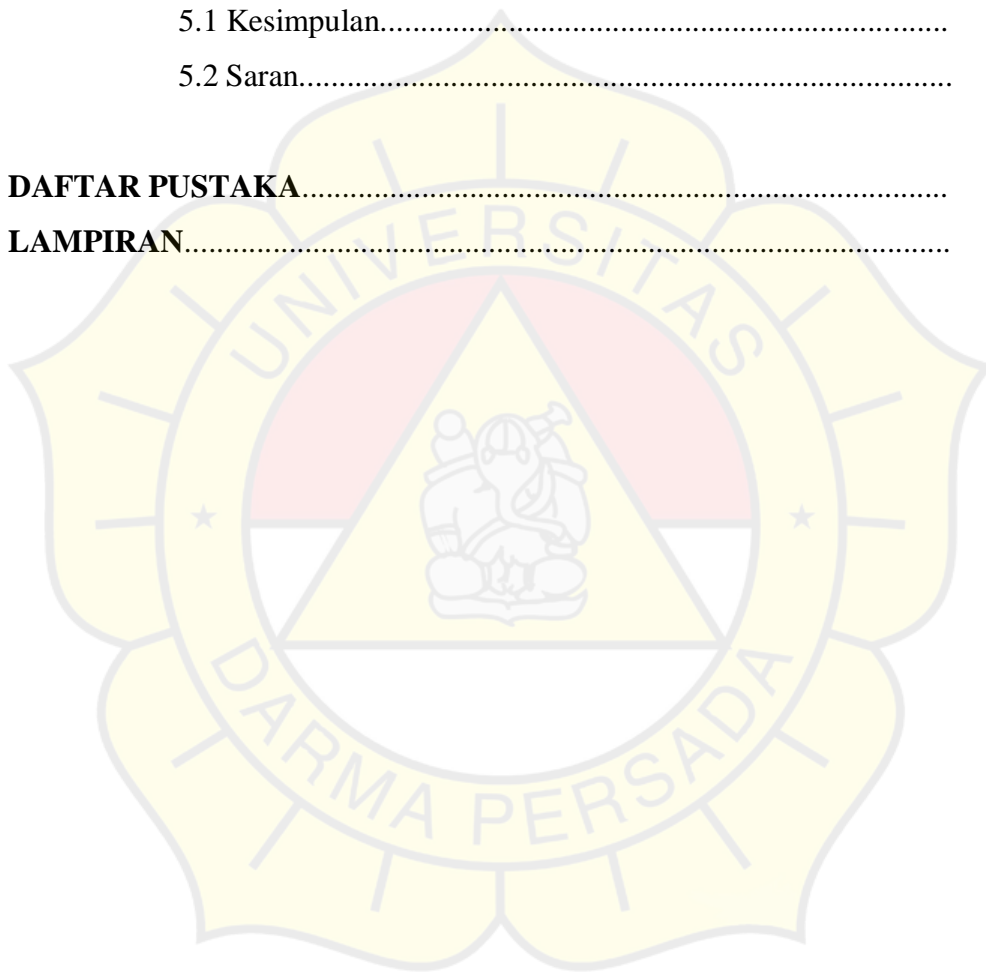 5.1 Kesimpulan......................................................................
5.2 Saran.................................................................................
DAFTAR PUSTAKA................................................................................
LAMPIRAN...........................................................................................
UNIVERSITAS
DARMA PERSADA